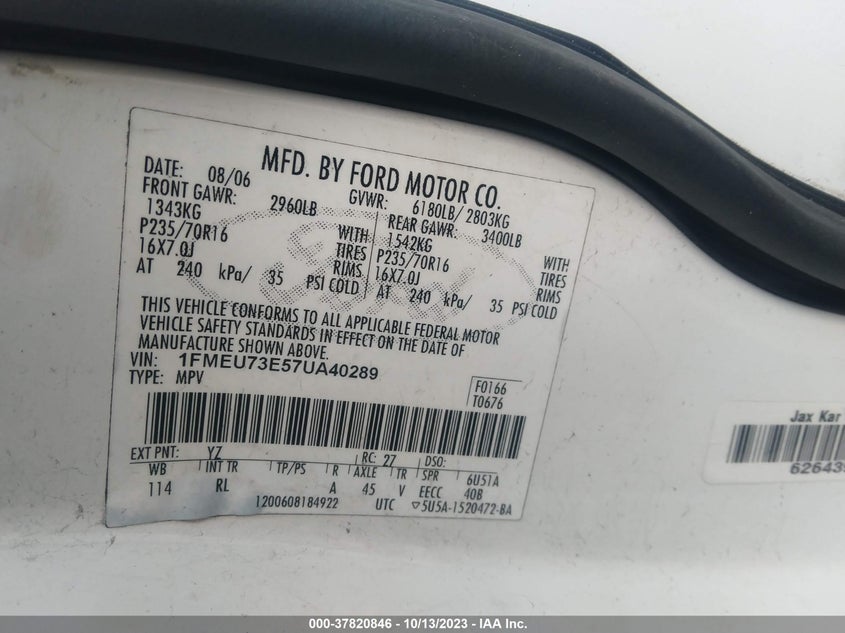 MFD. BY FORD MOTOR CO.
DATE: 08/06 GVWR: 6180LB/ 2803KG
FRONT GAWR: 2960LB REAR GAWR: 3400LB
1343KG WITH 1542KG WITH
P235/70R16 TIRES P235/70R16 TIRES
16X7.0J RIMS 16X7.0J RIMS
AT 240 kPa/ 35 PSI COLD AT 240 kPa/ 35 PSI COLD
THIS VEHICLE CONFORMS TO ALL APPLICABLE FEDERAL MOTOR
VEHICLE SAFETY STANDARDS IN EFFECT ON THE DATE OF
MANUFACTURE SHOWN ABOVE.
VIN: 1FMEU73E57UA40289
TYPE: MPV
F0166
T0676
EXT PNT: YZ RC: 27 DSO:
WB INT TR TP/PS R AXLE TR SPR 6U51A
114 RL A 45 V EECC 40B
1200608184922 UTC ▽5U5A-1520472-BA
Ford
Jax Kar
62643
000-37820846 - 10/13/2023 - - - IAA Inc.